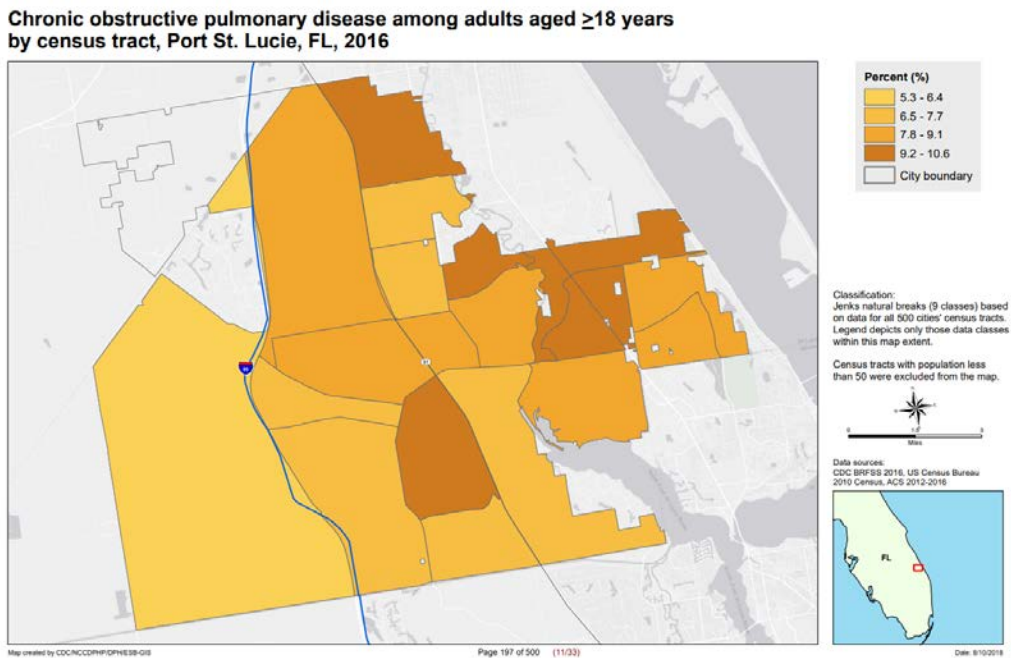 Chronic obstructive pulmonary disease among adults aged ≥18 years
by census tract, Port St. Lucie, FL, 2016
Percent (%)
5.3 - 6.4
6.5 - 7.7
7.8 - 9.1
9.2 - 10.6
City boundary
Classification:
Jenks natural breaks (9 classes) based
on data for all 500 cities' census tracts.
Legend depicts only those data classes
within this map extent.
Census tracts with population less
than 50 were excluded from the map.
Miles
Data sources:
CDC BRFSS 2016, US Census Bureau
2010 Census, ACS 2012-2016
FL
Map created by CDC/NCCDPHP/DPH/ESB-GIS
Page 197 of 500 (11/33)
Date: 8/10/2018